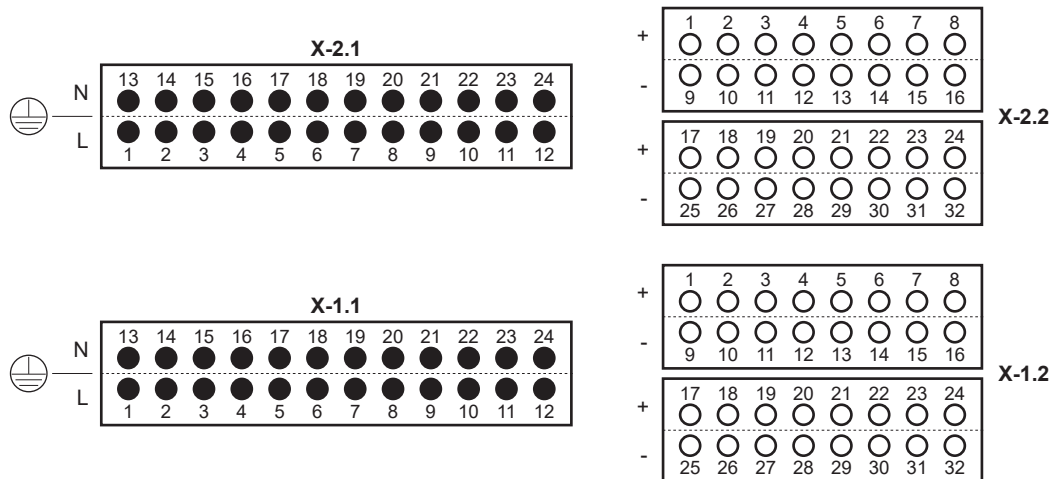 X-2.1
N 13 14 15 16 17 18 19 20 21 22 23 24
L 1 2 3 4 5 6 7 8 9 10 11 12
+ 1 2 3 4 5 6 7 8
- 9 10 11 12 13 14 15 16
X-2.2
+ 17 18 19 20 21 22 23 24
- 25 26 27 28 29 30 31 32
X-1.1
N 13 14 15 16 17 18 19 20 21 22 23 24
L 1 2 3 4 5 6 7 8 9 10 11 12
+ 1 2 3 4 5 6 7 8
- 9 10 11 12 13 14 15 16
X-1.2
+ 17 18 19 20 21 22 23 24
- 25 26 27 28 29 30 31 32